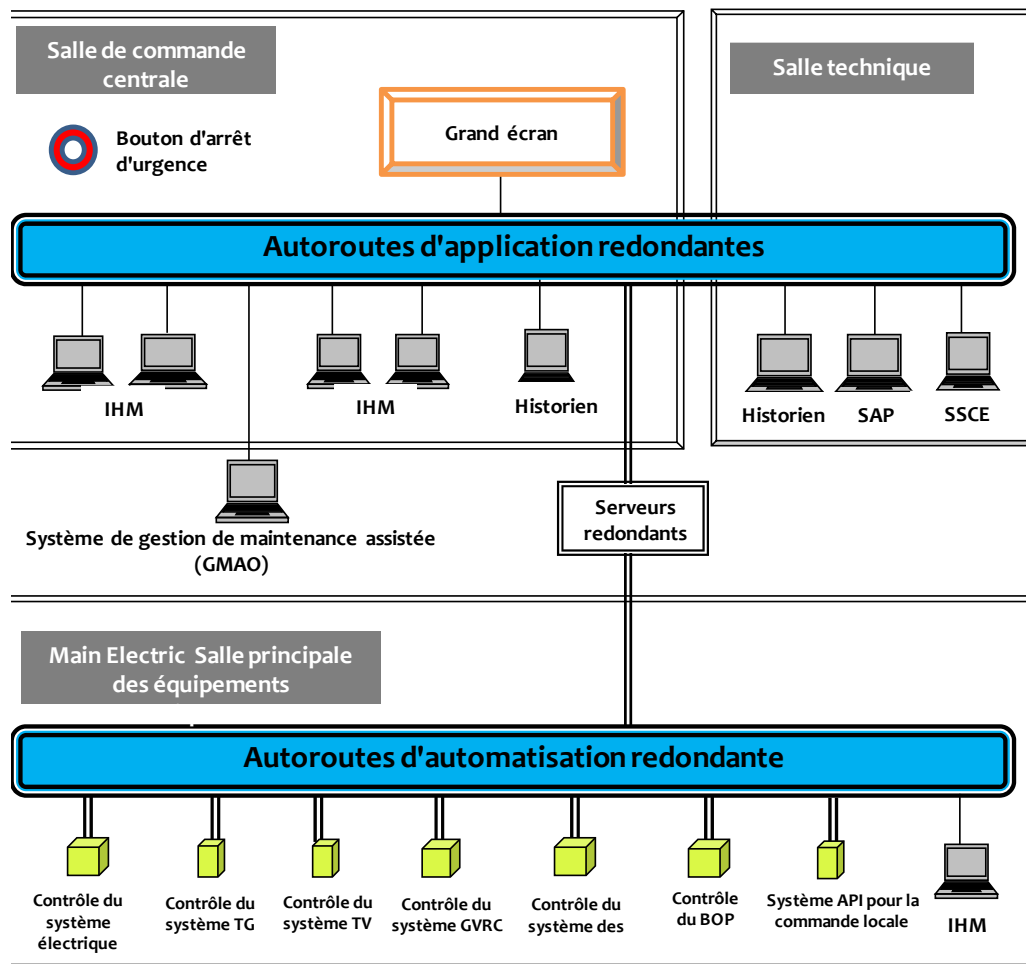 Salle de commande
centrale
Salle technique
Bouton d'arrêt
d'urgence
Grand écran
Autoroutes d'application redondantes
IHM
IHM
Historien
Historien
SAP
SSCE
Serveurs
redondants
Système de gestion de maintenance assistée
(GMAO)
Main Electric Salle principale
des équipements
Autoroutes d'automatisation redondante
Contrôle du
système
électrique
Contrôle du
système TG
Contrôle du
système TV
Contrôle du
système GVRC
Contrôle du
système des
Contrôle
du BOP
Système API pour la
commande locale
IHM